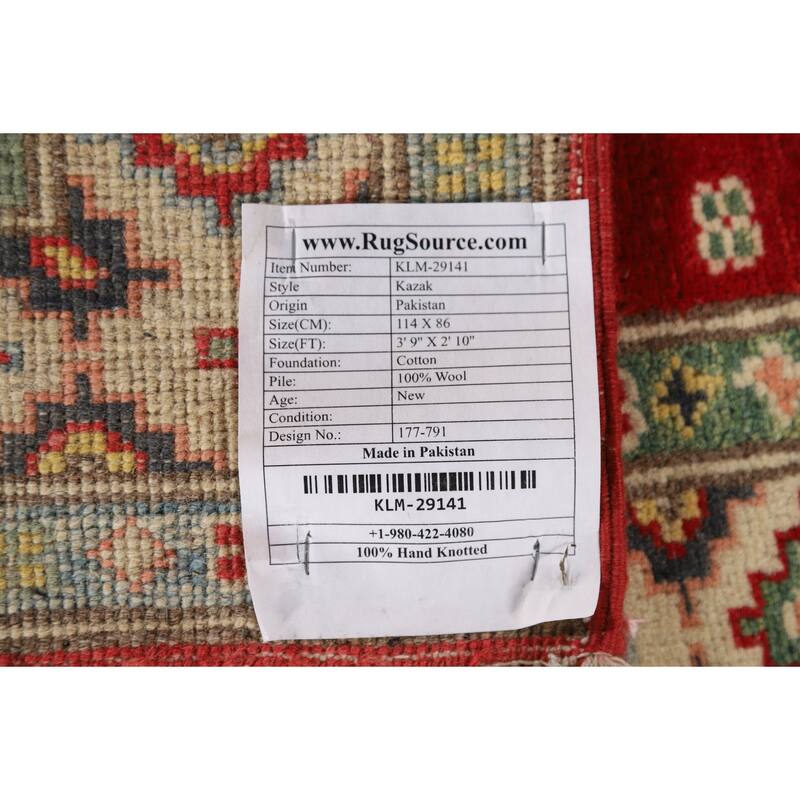 www.RugSource.com
Item Number: KLM-29141
Style Kazak
Origin Pakistan
Size(CM): 114 X 86
Size(FT): 3' 9" X 2' 10"
Foundation: Cotton
Pile: 100% Wool
Age: New
Condition:
Design No.: 177-791
Made in Pakistan
KLM-29141
+1-980-422-4080
100% Hand Knotted